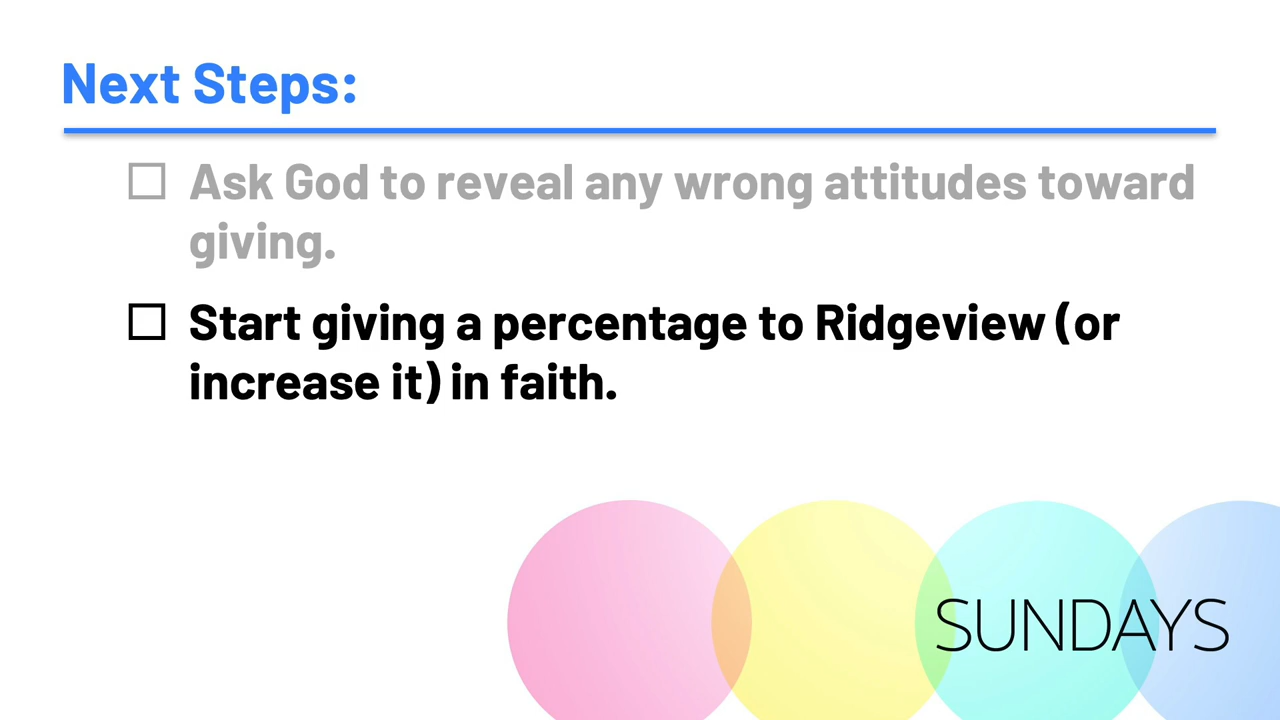 Next Steps:
☐ Ask God to reveal any wrong attitudes toward
giving.
☐ Start giving a percentage to Ridgeview (or
increase it) in faith.
SUNDAYS